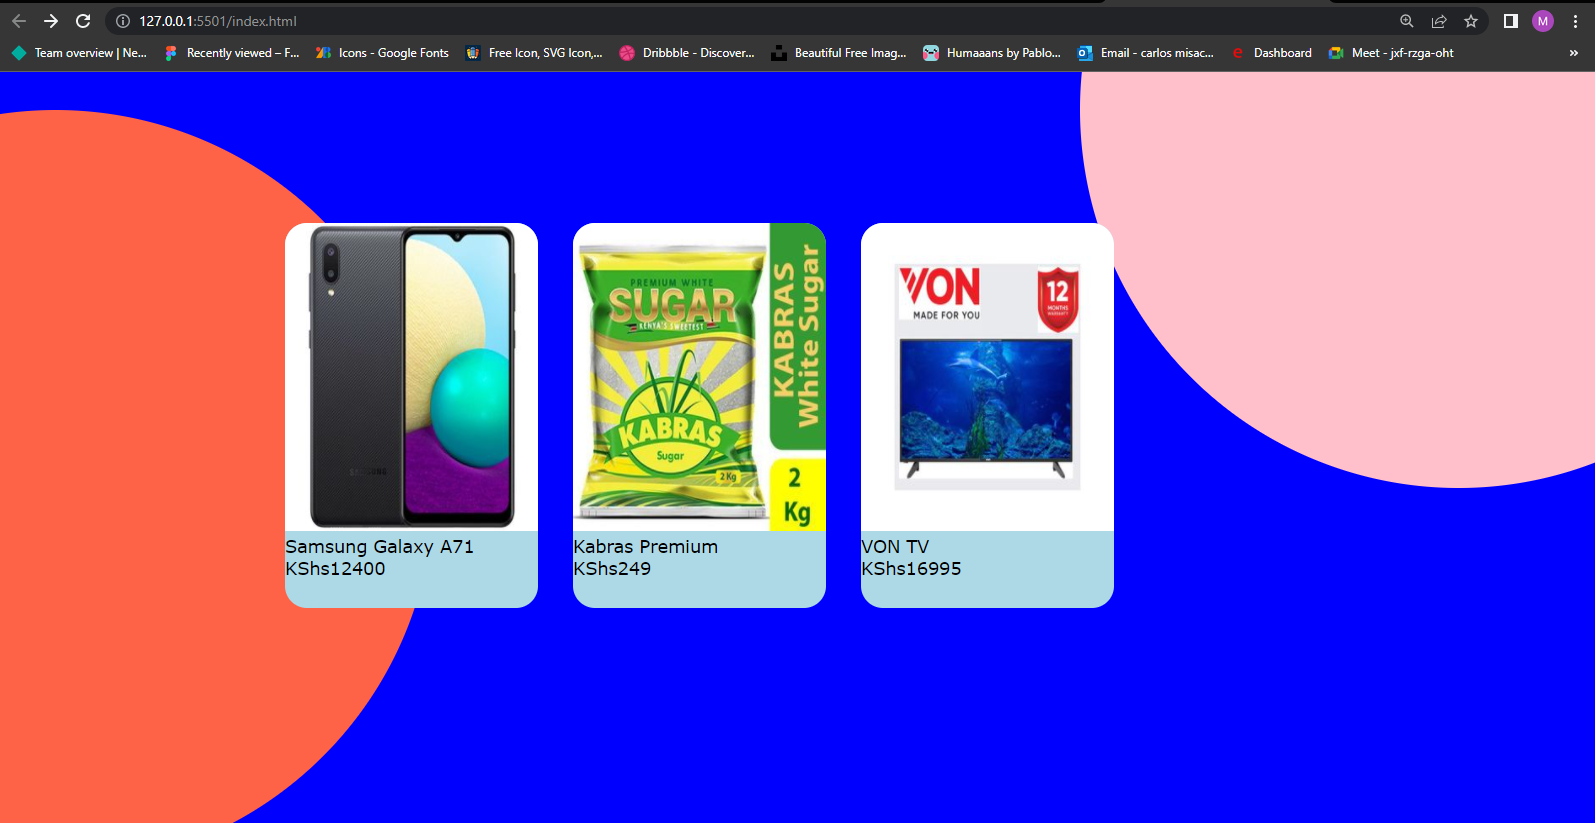 127.0.0.1:5501/index.html
M
Team overview | Ne...
Recently viewed – F...
Icons - Google Fonts
Free Icon, SVG Icon,...
Dribbble - Discover...
Beautiful Free Imag...
Humaaans by Pablo...
Email - carlos misac...
Dashboard
Meet - jxf-rzga-oht
»
SAMSUNG
PREMIUM WHITE
SUGAR
KENYA'S SWEETEST
KABRAS
Sugar
2 Kg
KABRAS
White Sugar
2
Kg
VON
MADE FOR YOU
12
MONTHS
WARRANTY
Samsung Galaxy A71
KShs12400
Kabras Premium
KShs249
VON TV
KShs16995